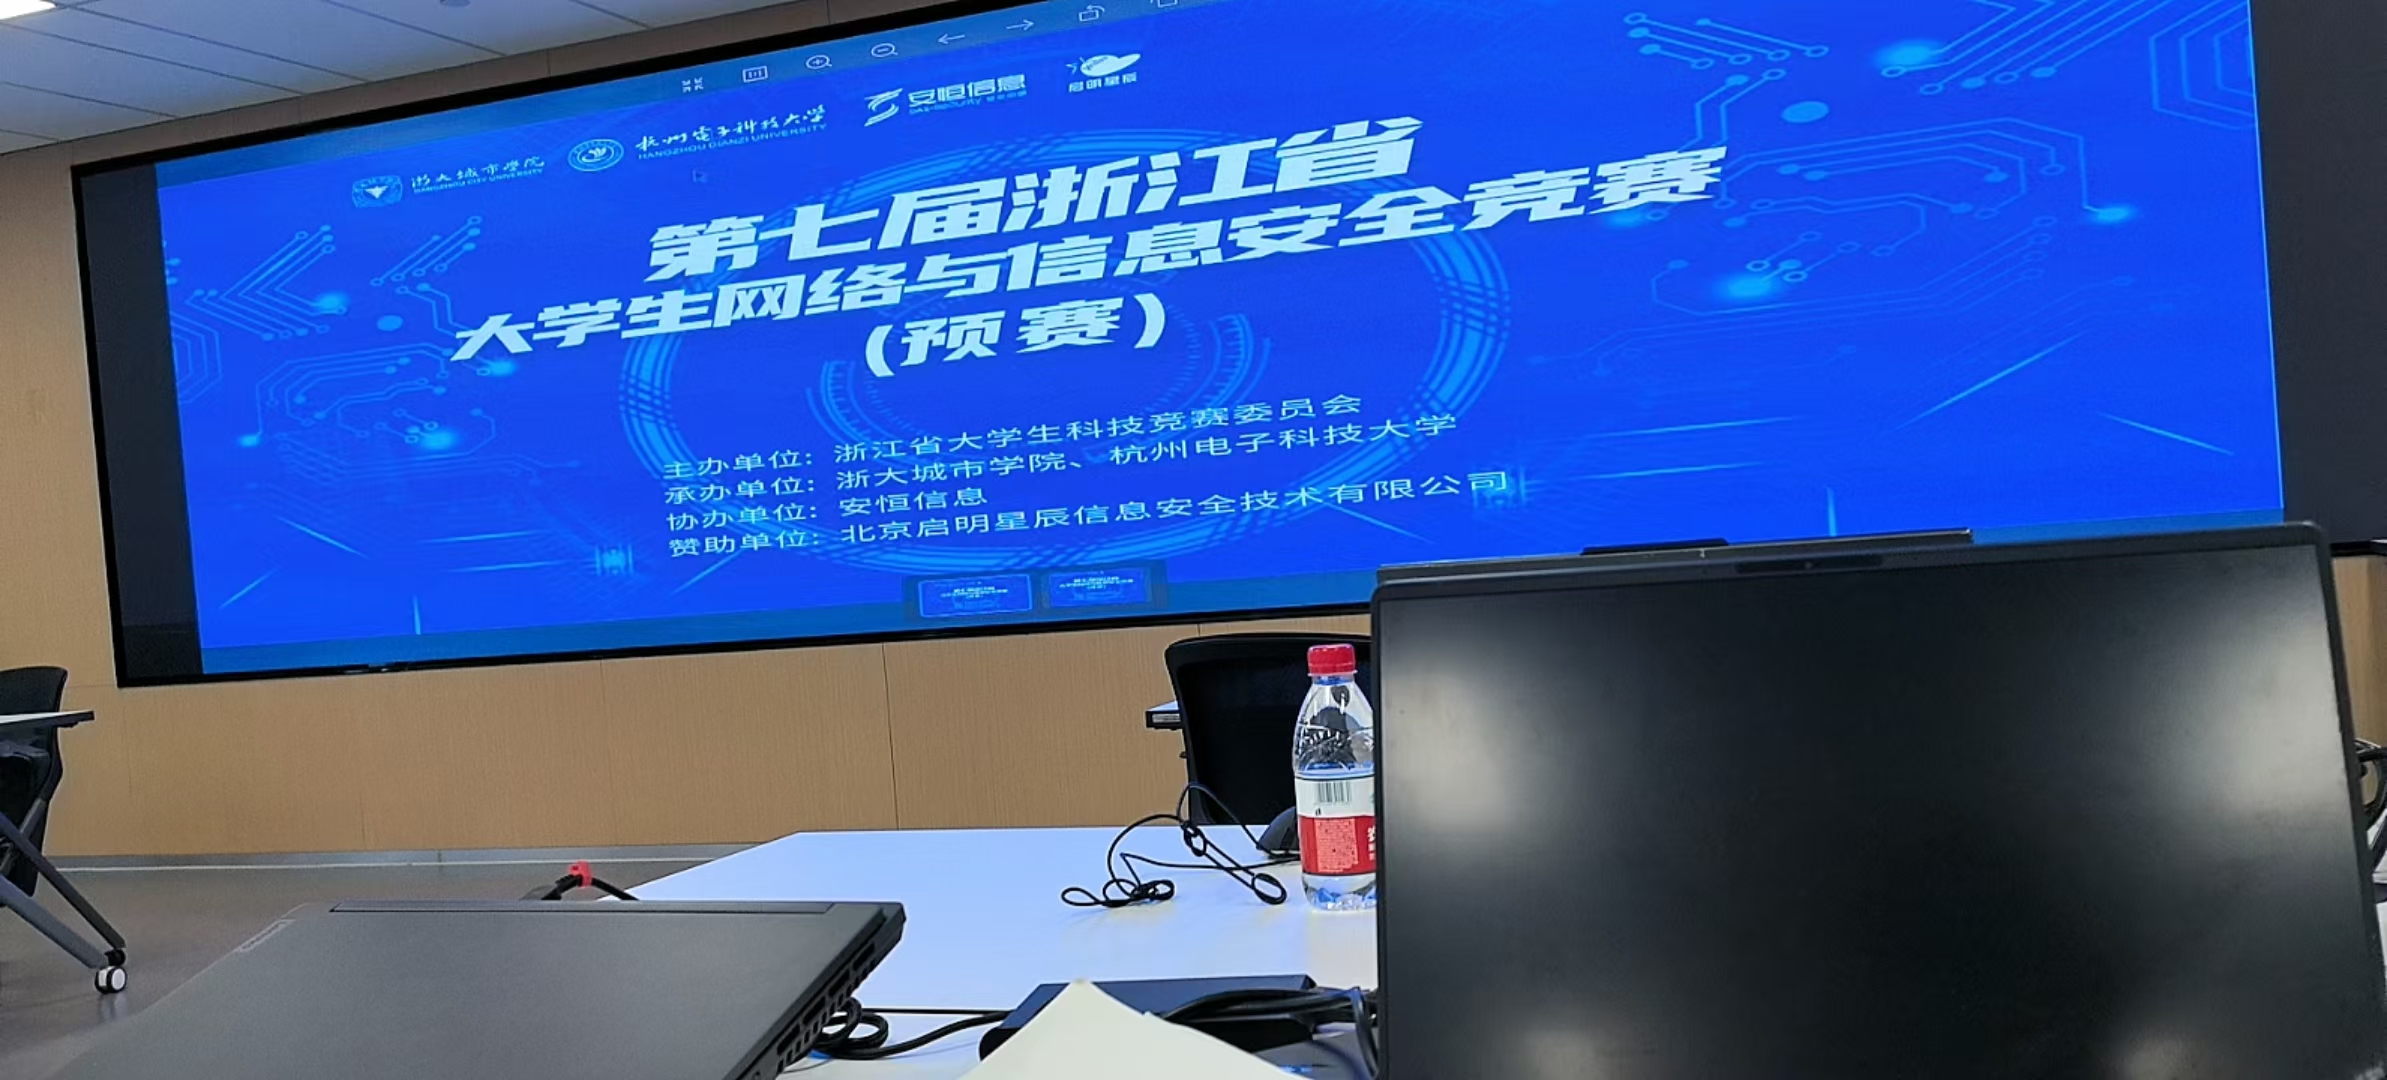 浙大城市学院
HANGZHOU CITY UNIVERSITY
杭州电子科技大学
HANGZHOU DIANZI UNIVERSITY
安恒信息
DAS-Security
启明星辰
第七届浙江省
大学生网络与信息安全竞赛
(预赛)
主办单位：浙江省大学生科技竞赛委员会
承办单位：浙大城市学院、杭州电子科技大学
协办单位：安恒信息
赞助单位：北京启明星辰信息安全技术有限公司